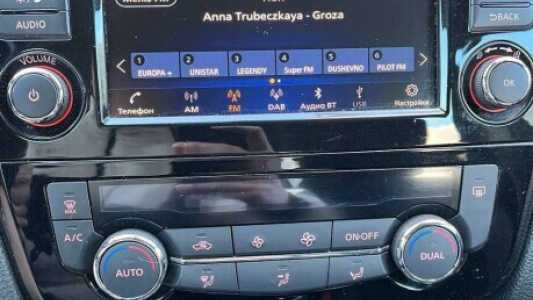 AUDIO
BACK
Anna Trubeczkaya - Groza
VOLUME
1 EUROPA + 2 UNISTAR 3 LEGENDY 4 Super FM 5 DUSHEVNO 6 PILOT FM
OK
Телефон AM FM DAB Аудио BT USB Настройки
MAX
A/C
ON·OFF
AUTO
DUAL